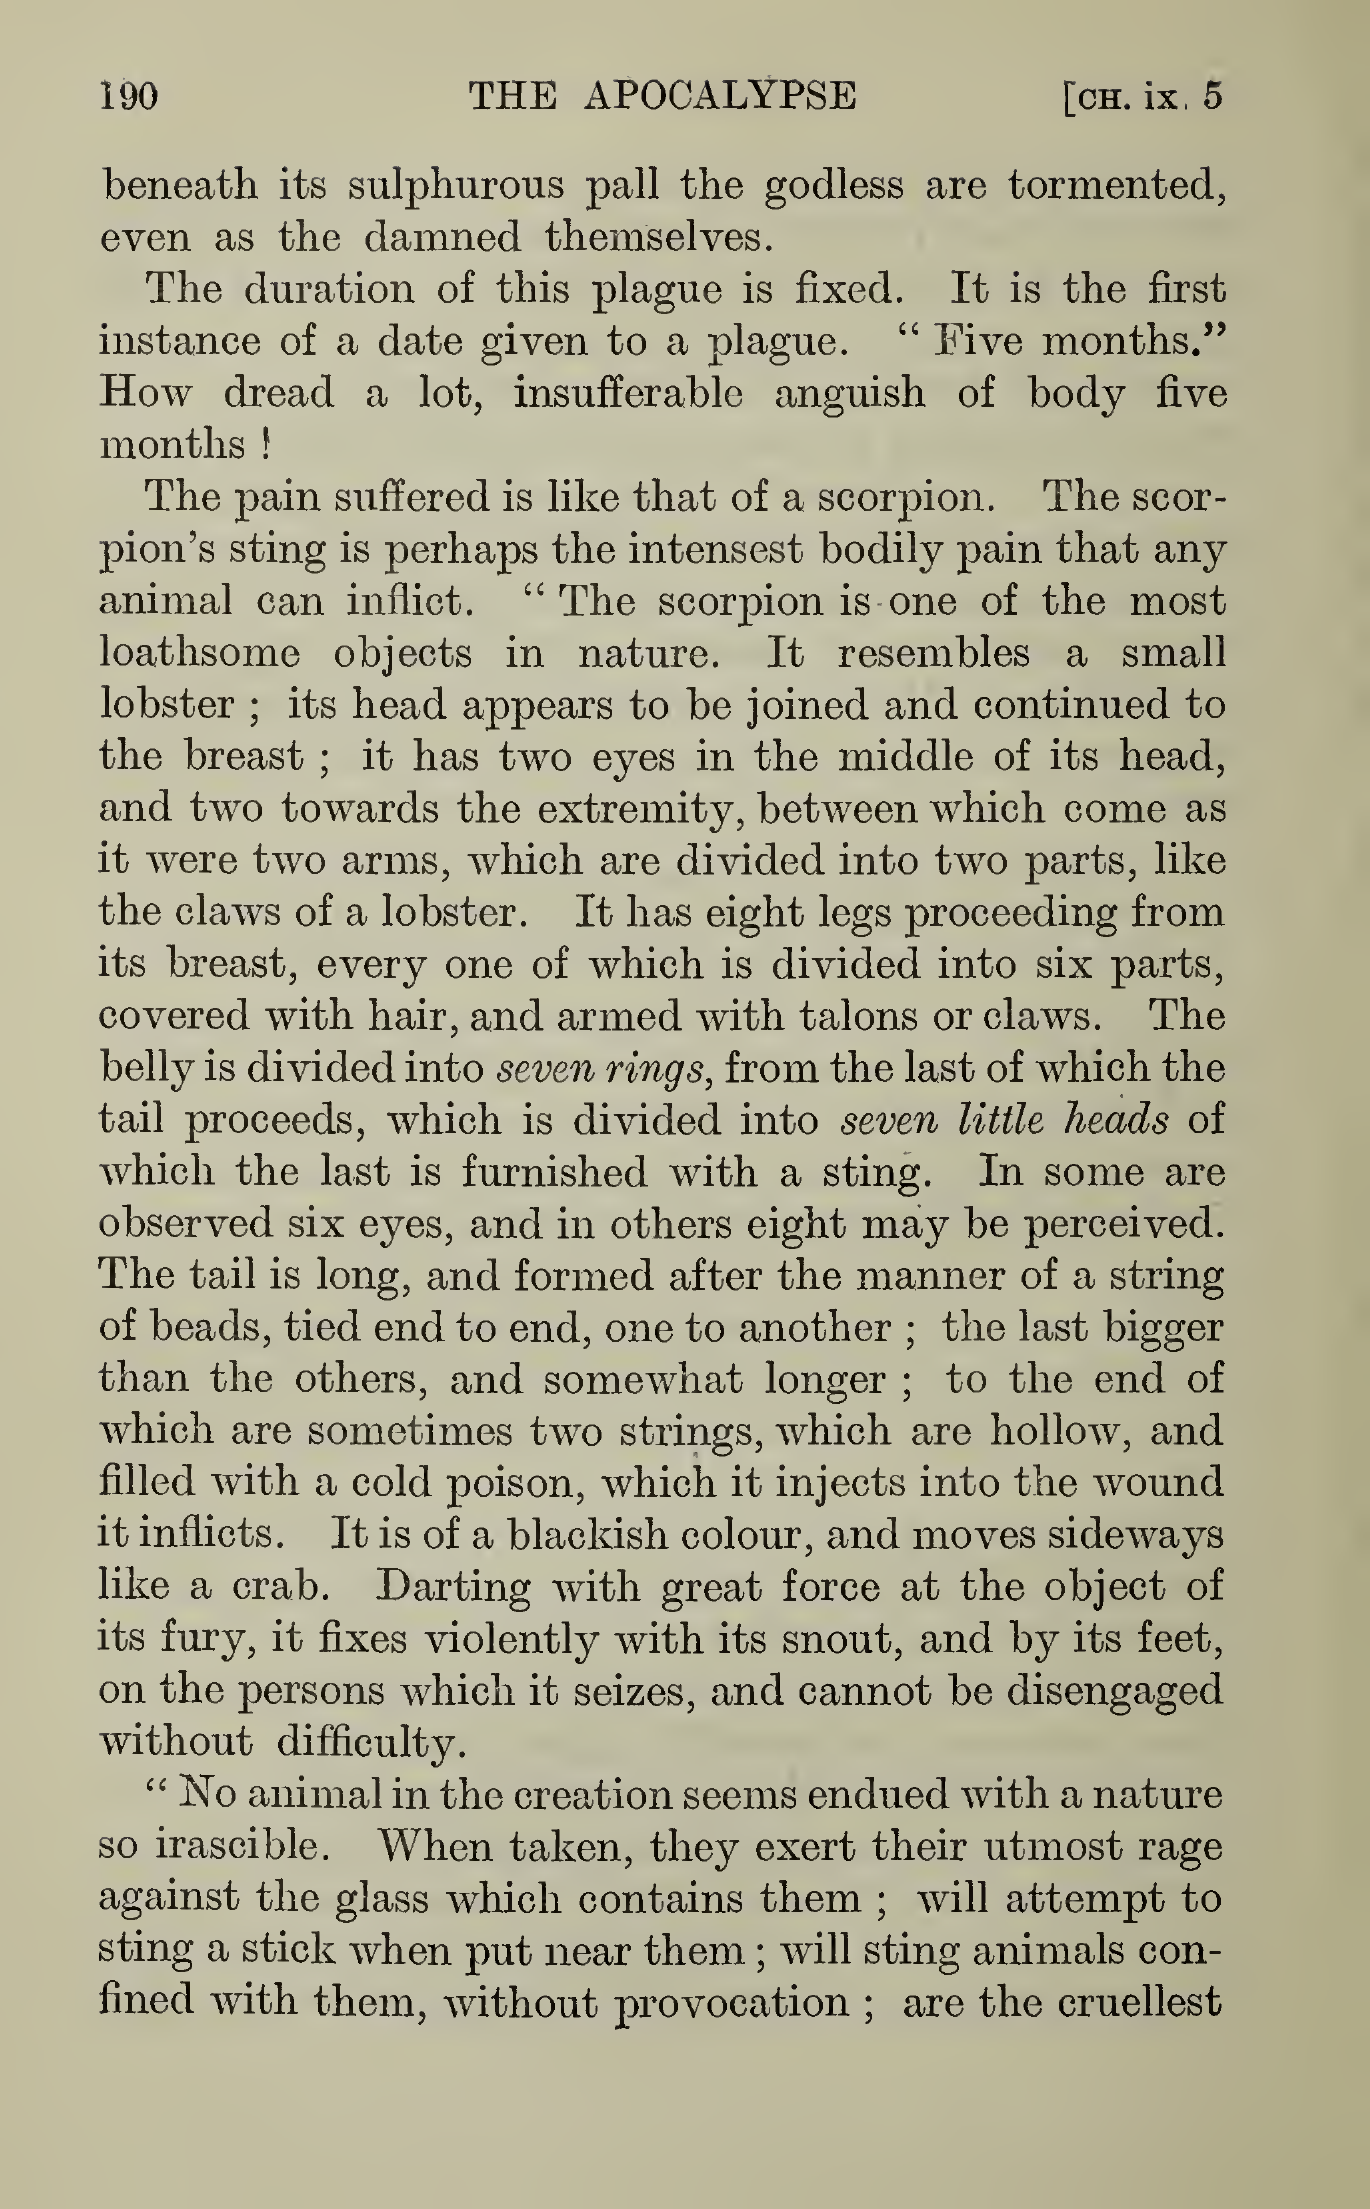 190 THE APOCALYPSE [CH. ix. 5
beneath its sulphurous pall the godless are tormented,
even as the damned themselves.
The duration of this plague is fixed. It is the first
instance of a date given to a plague. “ Five months.”
How dread a lot, insufferable anguish of body five
months !
The pain suffered is like that of a scorpion. The scor-
pion’s sting is perhaps the intensest bodily pain that any
animal can inflict. “ The scorpion is one of the most
loathsome objects in nature. It resembles a small
lobster ; its head appears to be joined and continued to
the breast ; it has two eyes in the middle of its head,
and two towards the extremity, between which come as
it were two arms, which are divided into two parts, like
the claws of a lobster. It has eight legs proceeding from
its breast, every one of which is divided into six parts,
covered with hair, and armed with talons or claws. The
belly is divided into seven rings, from the last of which the
tail proceeds, which is divided into seven little heads of
which the last is furnished with a sting. In some are
observed six eyes, and in others eight may be perceived.
The tail is long, and formed after the manner of a string
of beads, tied end to end, one to another ; the last bigger
than the others, and somewhat longer ; to the end of
which are sometimes two strings, which are hollow, and
filled with a cold poison, which it injects into the wound
it inflicts. It is of a blackish colour, and moves sideways
like a crab. Darting with great force at the object of
its fury, it fixes violently with its snout, and by its feet,
on the persons which it seizes, and cannot be disengaged
without difficulty.
“ No animal in the creation seems endued with a nature
so irascible. When taken, they exert their utmost rage
against the glass which contains them ; will attempt to
sting a stick when put near them ; will sting animals con-
fined with them, without provocation ; are the cruellest